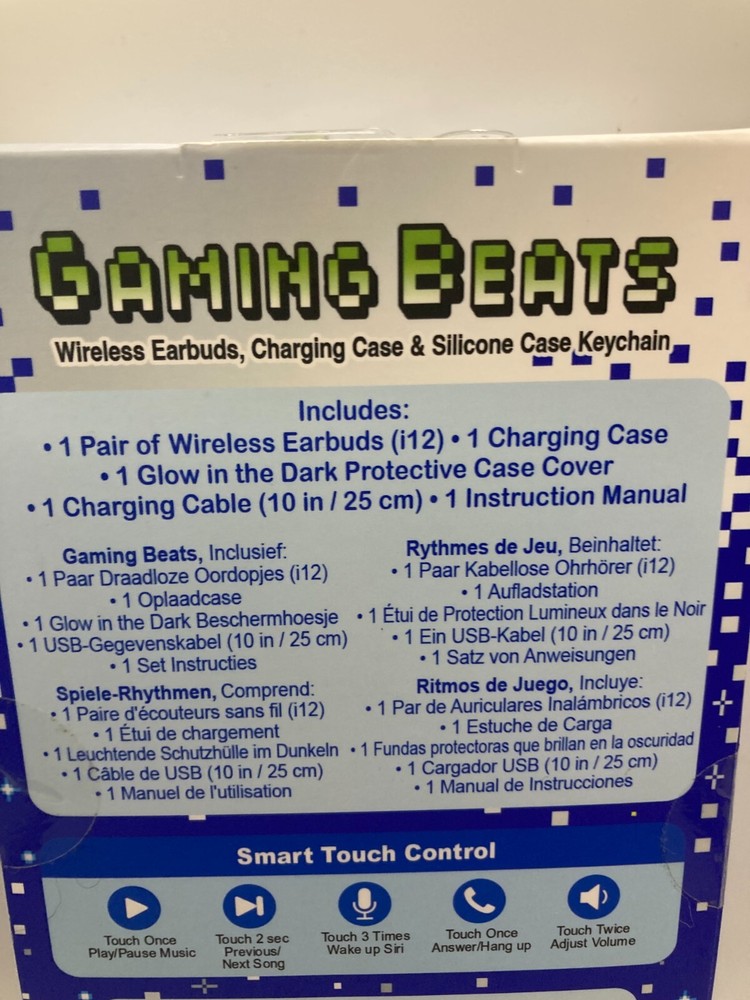 GAMING BEATS
Wireless Earbuds, Charging Case & Silicone Case Keychain
Includes:
• 1 Pair of Wireless Earbuds (i12) • 1 Charging Case
• 1 Glow in the Dark Protective Case Cover
• 1 Charging Cable (10 in / 25 cm) • 1 Instruction Manual
Gaming Beats, Inclusief:
• 1 Paar Draadloze Oordopjes (i12)
• 1 Oplaadcase
• 1 Glow in the Dark Beschermhoesje
• 1 USB-Gegevenskabel (10 in / 25 cm)
• 1 Set Instructies
Rythmes de Jeu, Beinhaltet:
• 1 Paar Kabellose Ohrhörer (i12)
• 1 Aufladstation
• 1 Étui de Protection Lumineux dans le Noir
• 1 Ein USB-Kabel (10 in / 25 cm)
• 1 Satz von Anweisungen
Spiele-Rhythmen, Comprend:
• 1 Paire d'écouteurs sans fil (i12)
• 1 Étui de chargement
• 1 Leuchtende Schutzhülle im Dunkeln
• 1 Câble de USB (10 in / 25 cm)
• 1 Manuel de l'utilisation
Ritmos de Juego, Incluye:
• 1 Par de Auriculares Inalámbricos (i12)
• 1 Estuche de Carga
• 1 Fundas protectoras que brillan en la oscuridad
• 1 Cargador USB (10 in / 25 cm)
• 1 Manual de Instrucciones
Smart Touch Control
Touch Once
Play/Pause Music
Touch 2 sec
Previous/
Next Song
Touch 3 Times
Wake up Siri
Touch Once
Answer/Hang up
Touch Twice
Adjust Volume